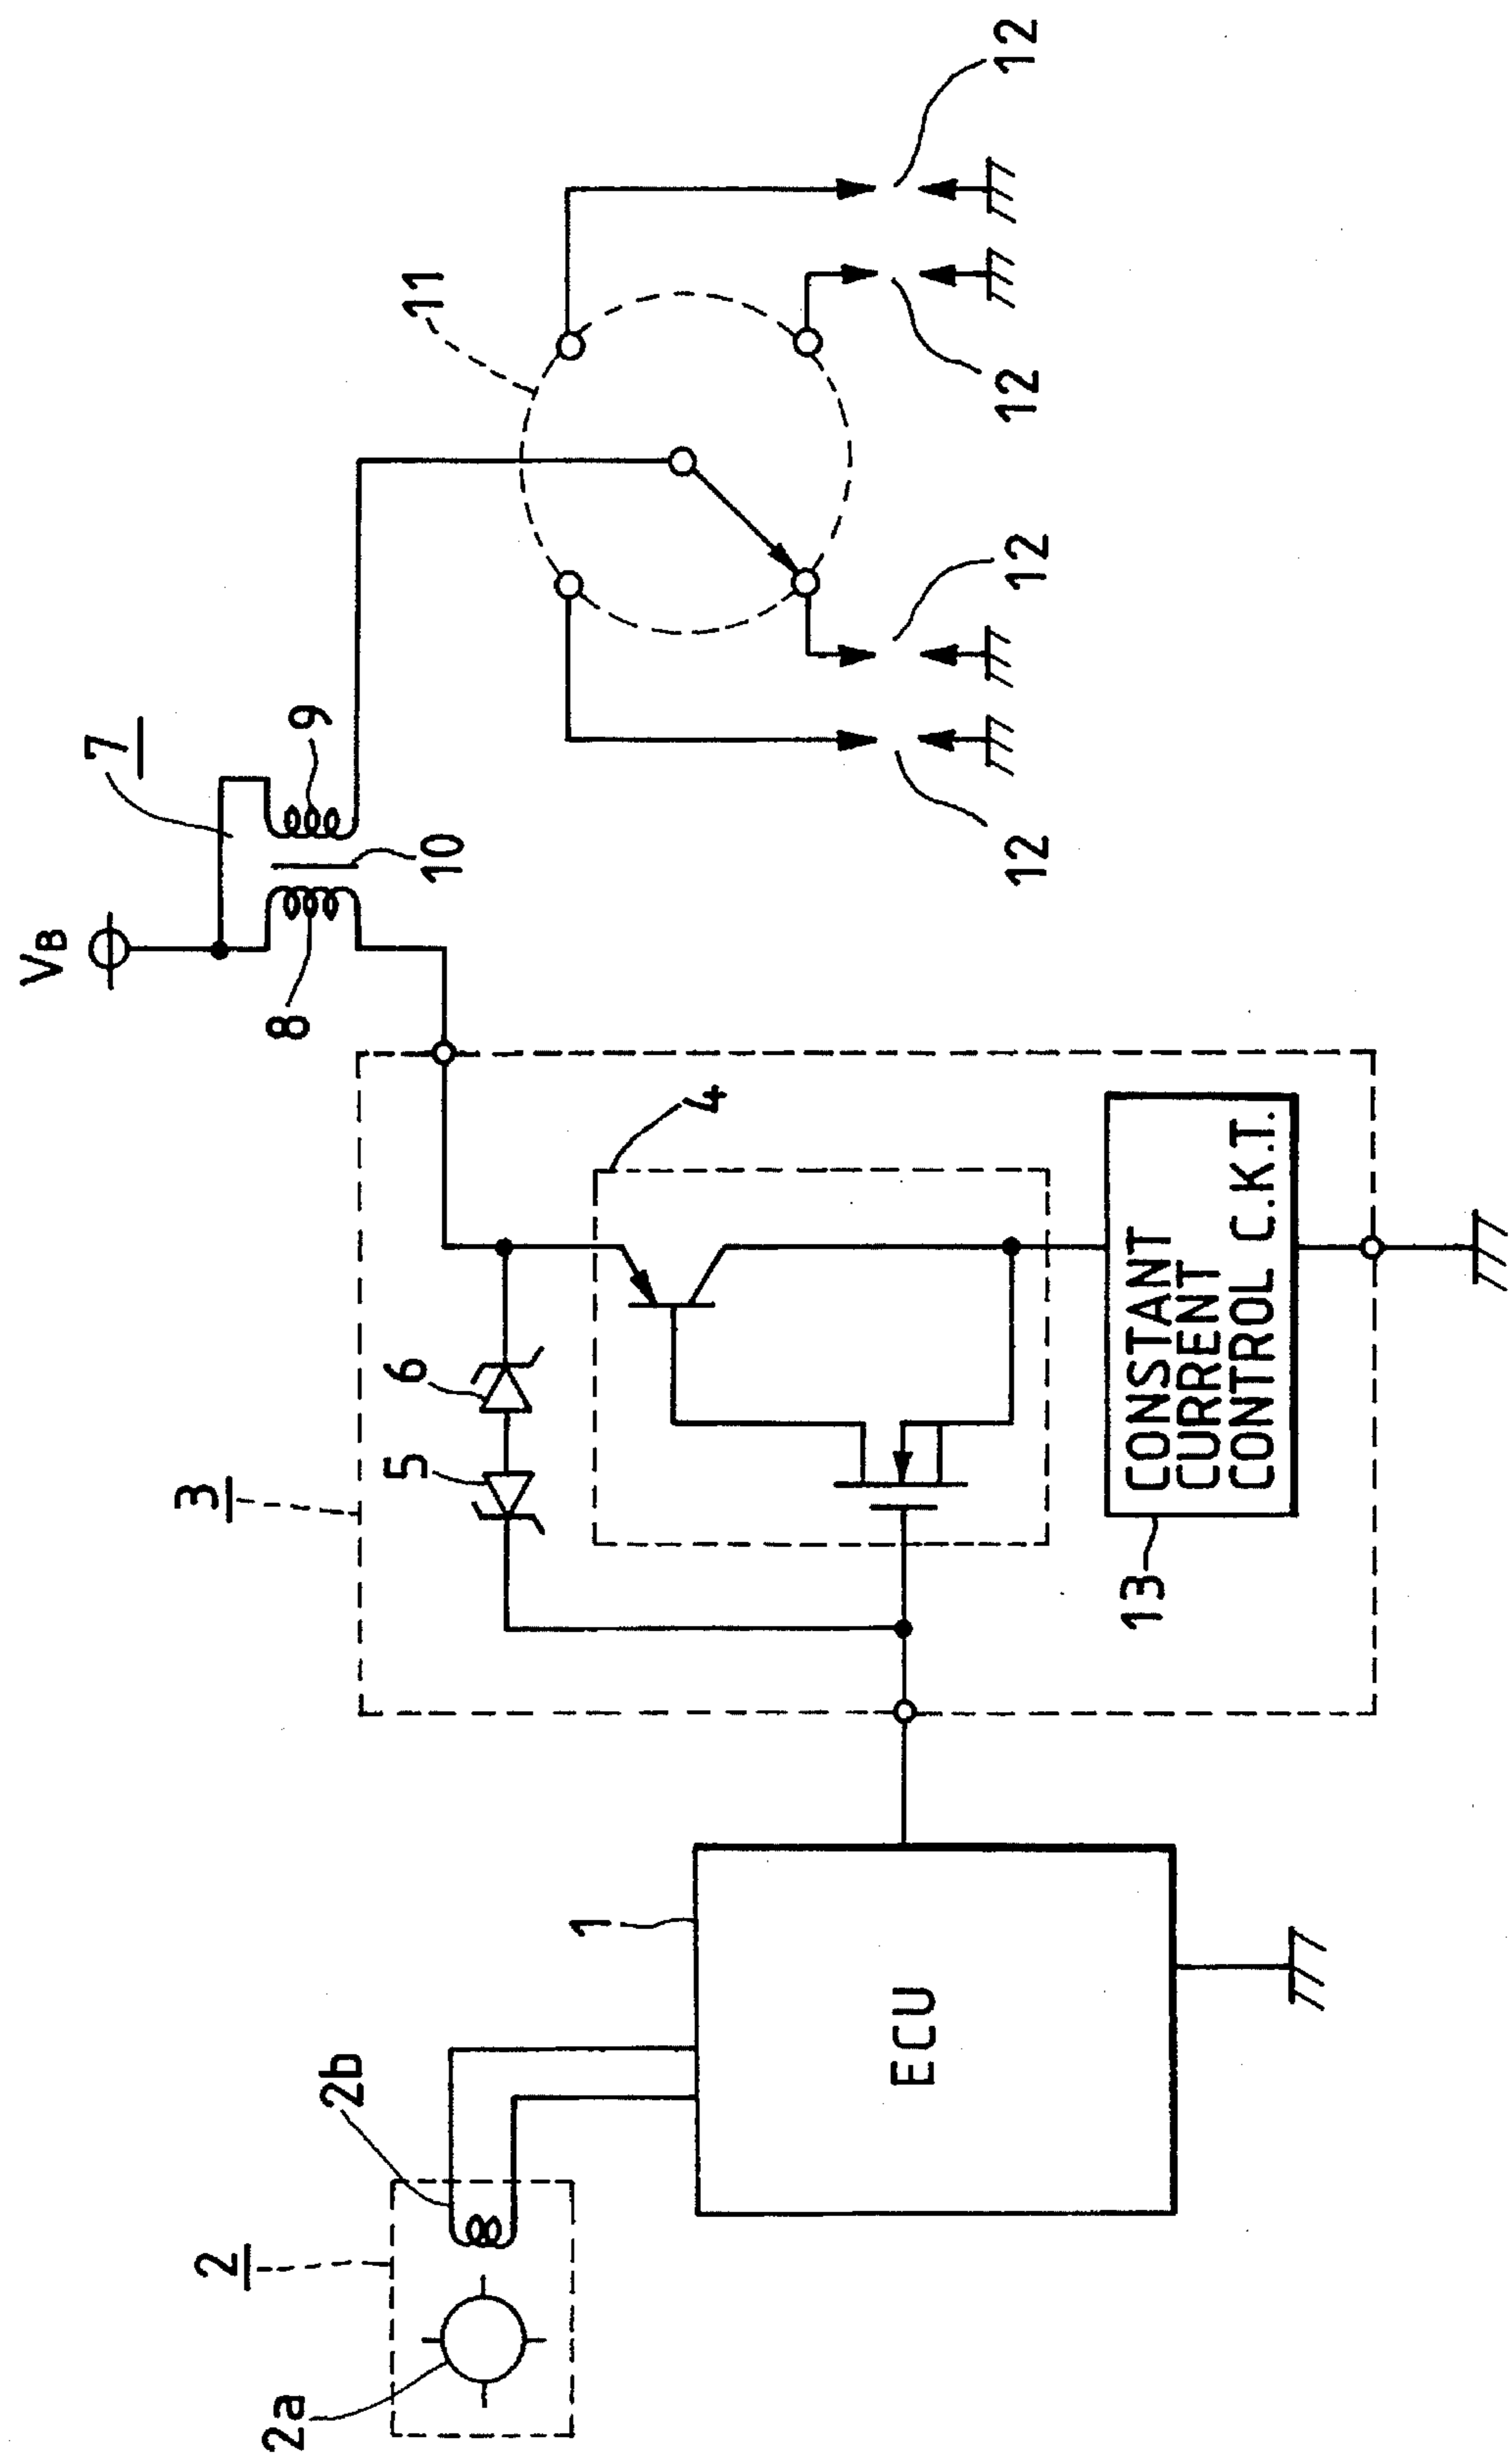 2
2a
2b
1
ECU
3
5
6
4
13
CONSTANT
CURRENT
CONTROL C.K.T.
VB
7
8
9
10
11
12
12
12
12